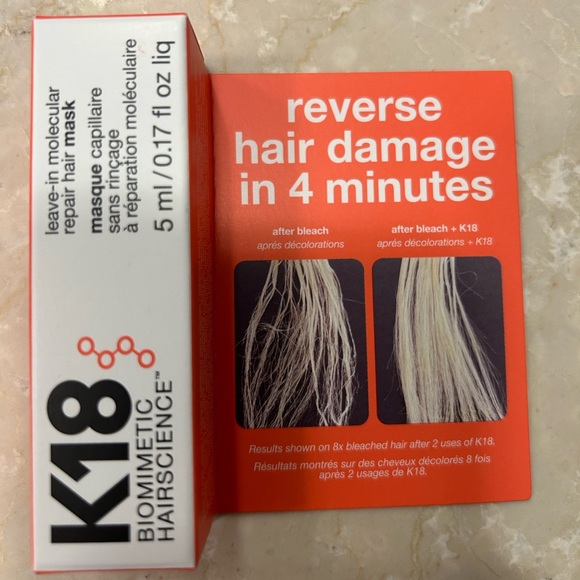 leave-in molecular
repair hair mask
masque capillaire
sans rinçage
à réparation moléculaire
5 ml / 0.17 fl oz liq
K18
BIOMIMETIC
HAIRSCIENCE™
reverse
hair damage
in 4 minutes
after bleach
aprés décolorations
after bleach + K18
aprés décolorations + K18
Results shown on 8x bleached hair after 2 uses of K18.
Résultats montrés sur des cheveux décolorés 8 fois
après 2 usages de K18.